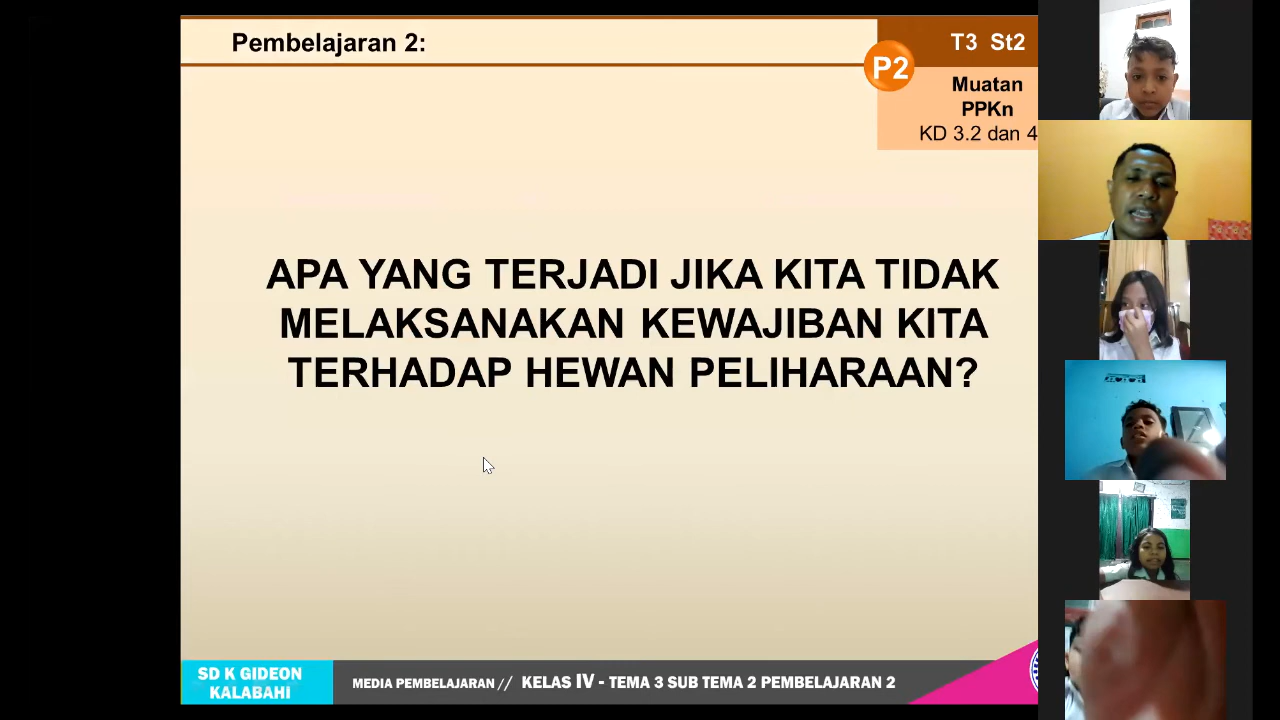 Pembelajaran 2:
T3 St2
P2
Muatan
PPKn
KD 3.2 dan 4
APA YANG TERJADI JIKA KITA TIDAK
MELAKSANAKAN KEWAJIBAN KITA
TERHADAP HEWAN PELIHARAAN?
SD K GIDEON
KALABAHI
MEDIA PEMBELAJARAN // KELAS IV - TEMA 3 SUB TEMA 2 PEMBELAJARAN 2